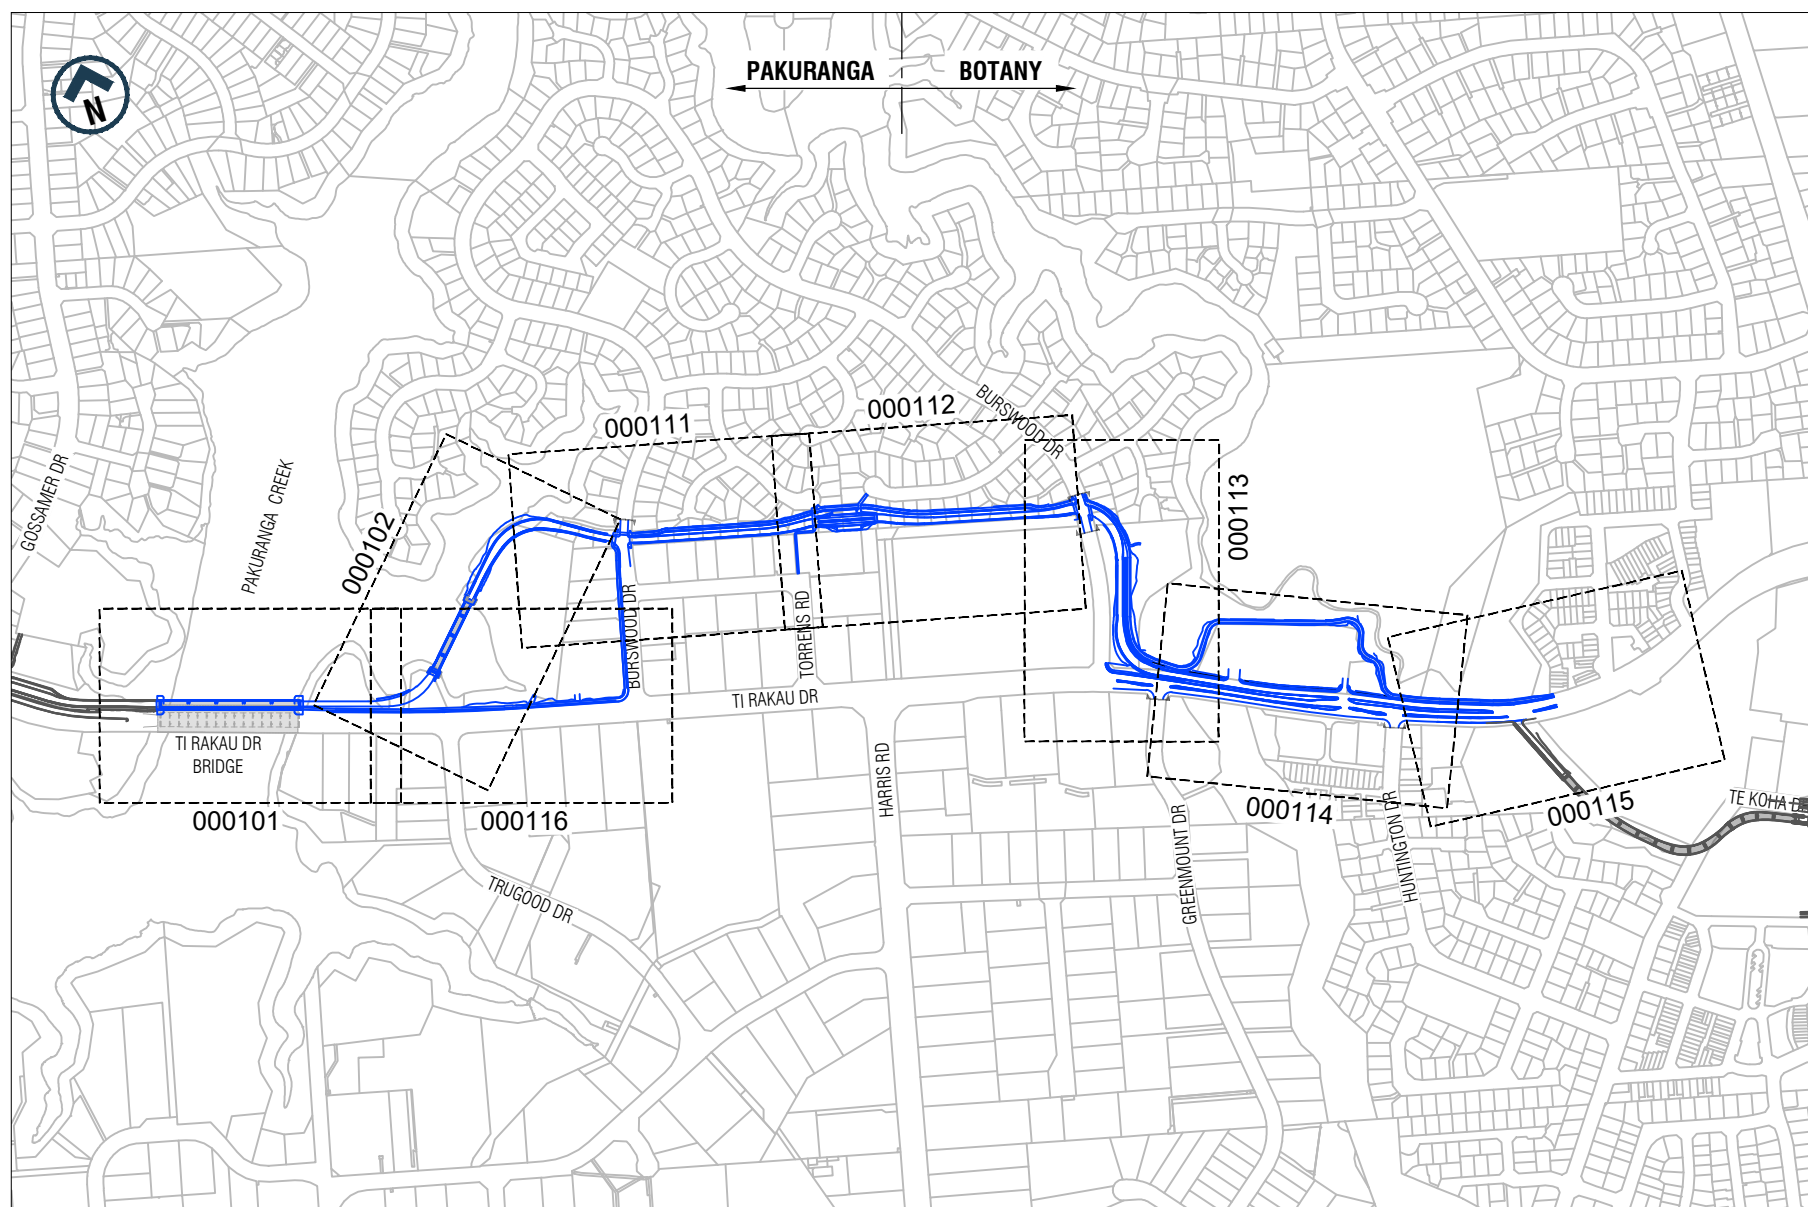 N
PAKURANGA
BOTANY
GOSSAMER DR
PAKURANGA CREEK
000102
000111
000112
BURSWOOD DR
000113
BURSWOOD DR
TORRENS RD
TI RAKAU DR
TI RAKAU DR
BRIDGE
000101
000116
HARRIS RD
GREENMOUNT DR
000114
HUNTINGTON DR
000115
TE KOHA DR
TRUGOOD DR